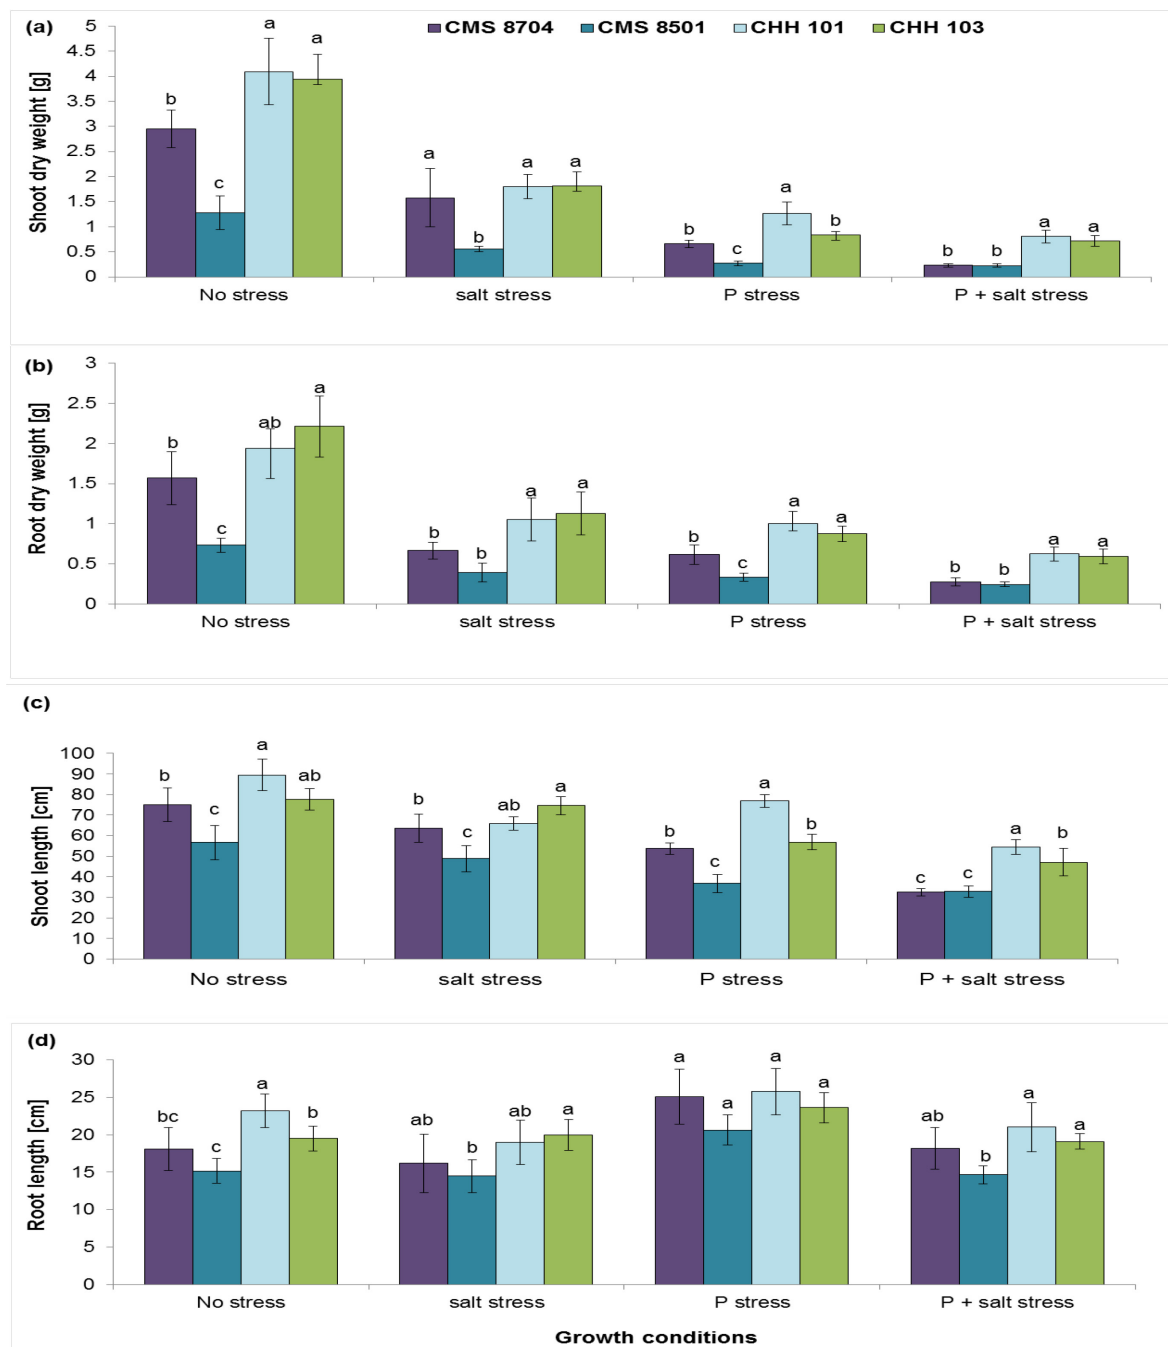 (a) CMS 8704 CMS 8501 CHH 101 CHH 103
Shoot dry weight [g]
5
4.5
4
3.5
3
2.5
2
1.5
1
0.5
0
b c a a
a b a a
b c a b
b b a a
No stress salt stress P stress P + salt stress
(b)
Root dry weight [g]
3
2.5
2
1.5
1
0.5
0
b c ab a
b b a a
b c a a
b b a a
No stress salt stress P stress P + salt stress
(c)
Shoot length [cm]
100
90
80
70
60
50
40
30
20
10
0
b c a ab
b c ab a
b c a b
c c a b
No stress salt stress P stress P + salt stress
(d)
Root length [cm]
30
25
20
15
10
5
0
bc c a b
ab b ab a
a a a a
ab b a a
No stress salt stress P stress P + salt stress
Growth conditions